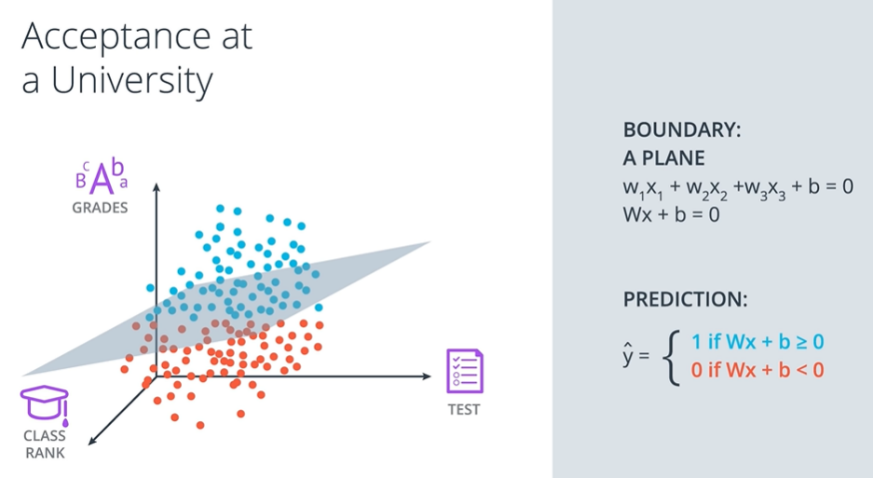 Acceptance at
a University
B c A b a
GRADES
TEST
CLASS
RANK
BOUNDARY:
A PLANE
w₁x₁ + w₂x₂ +w₃x₃ + b = 0
Wx + b = 0
PREDICTION:
ŷ = { 1 if Wx + b ≥ 0
0 if Wx + b < 0